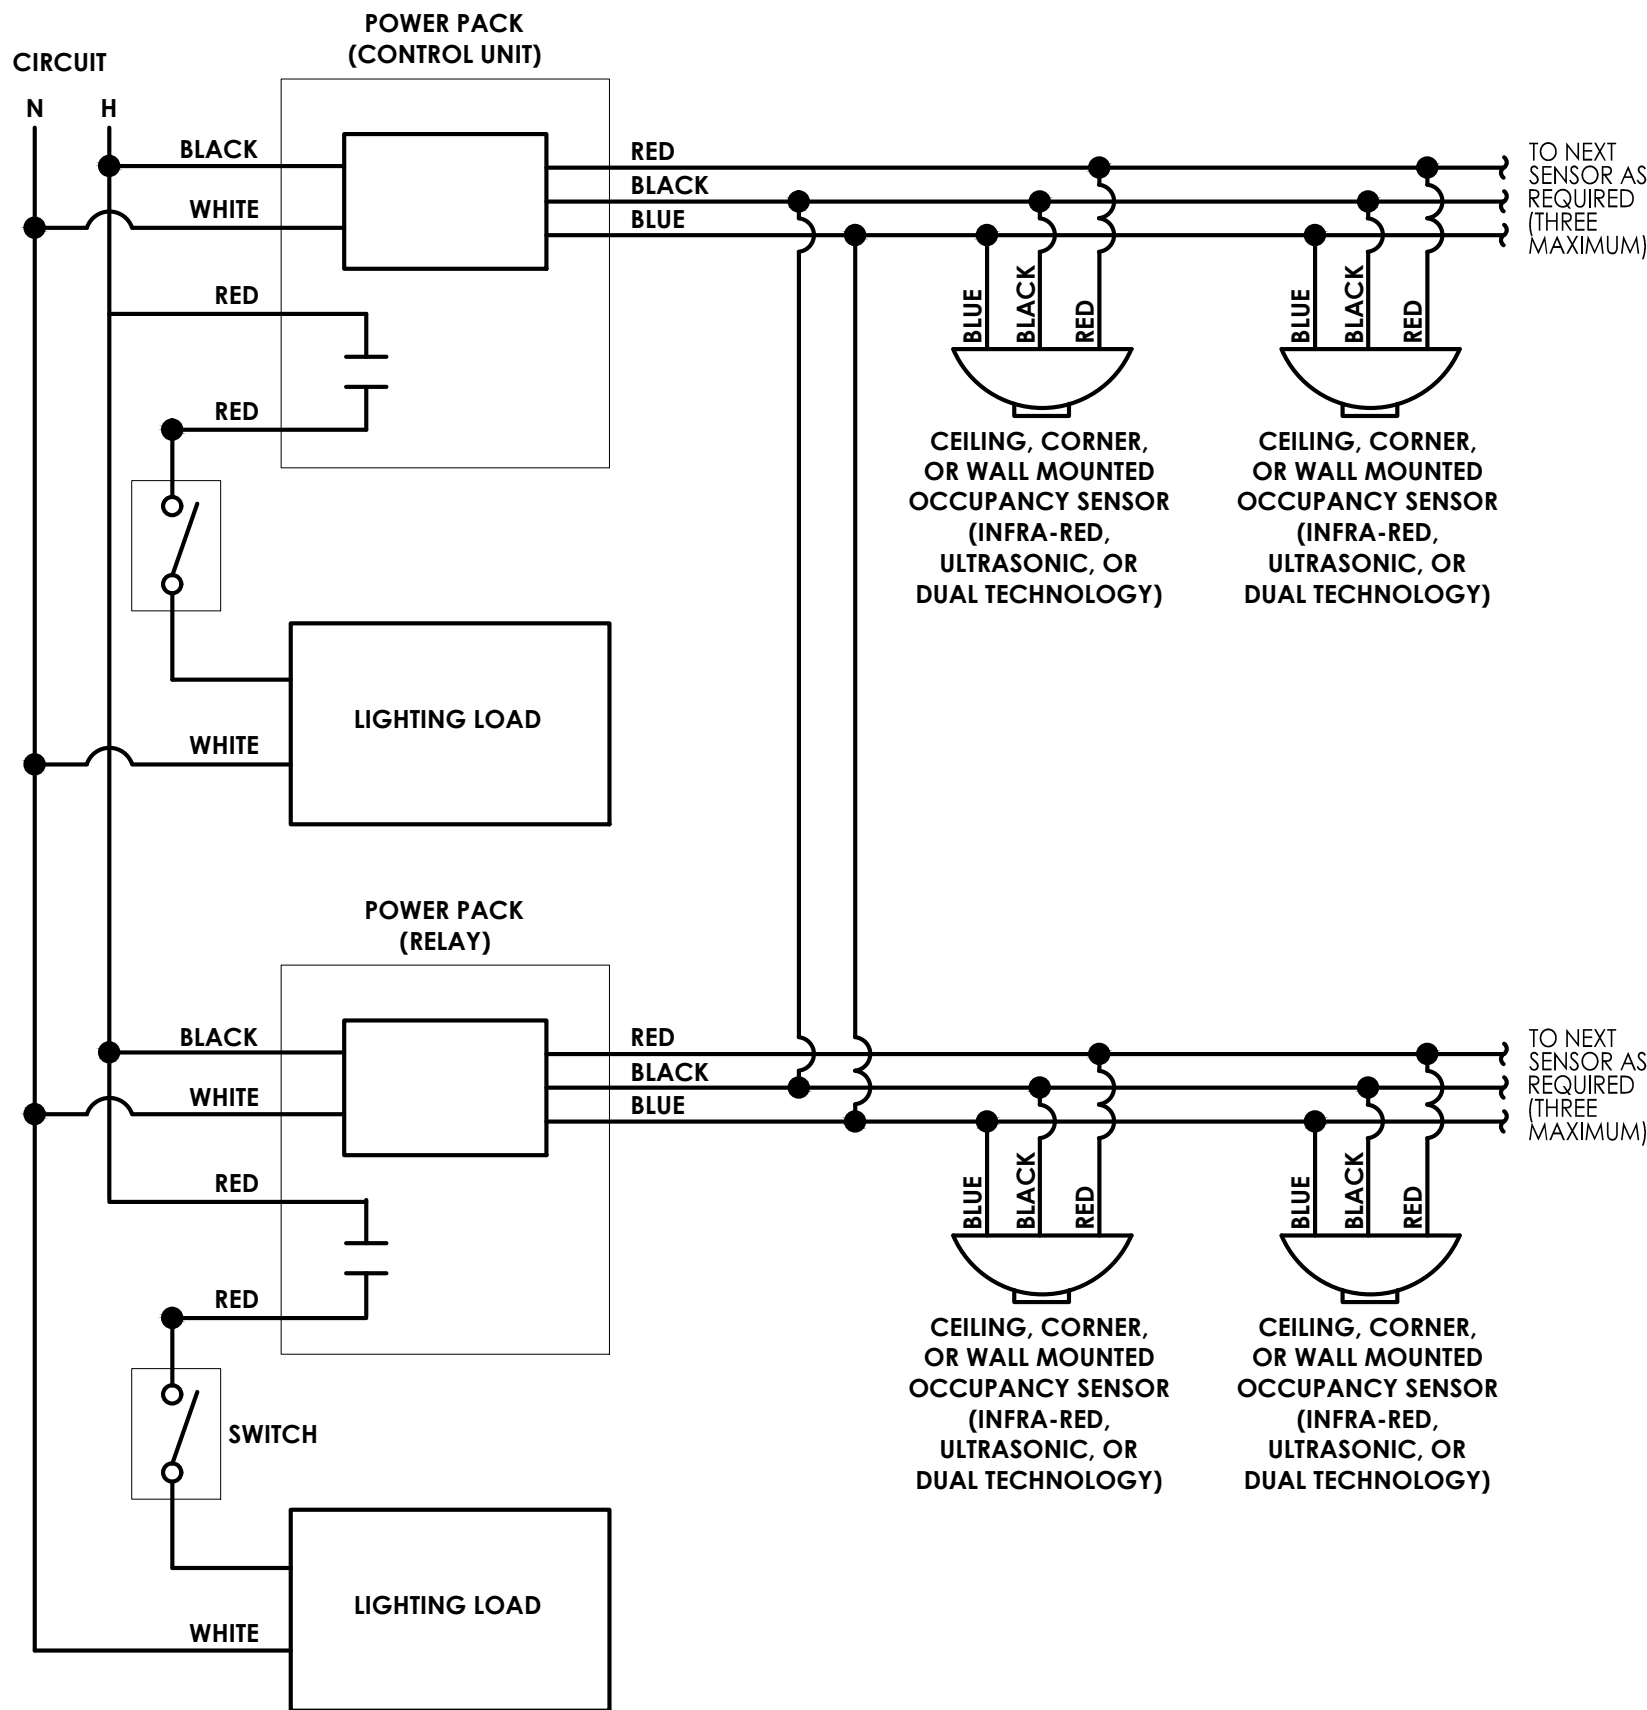 POWER PACK
(CONTROL UNIT)
CIRCUIT
N
H
BLACK
WHITE
RED
RED
RED
BLACK
BLUE
TO NEXT
SENSOR AS
REQUIRED
(THREE
MAXIMUM)
BLUE
BLACK
RED
BLUE
BLACK
RED
CEILING, CORNER,
OR WALL MOUNTED
OCCUPANCY SENSOR
(INFRA-RED,
ULTRASONIC, OR
DUAL TECHNOLOGY)
CEILING, CORNER,
OR WALL MOUNTED
OCCUPANCY SENSOR
(INFRA-RED,
ULTRASONIC, OR
DUAL TECHNOLOGY)
LIGHTING LOAD
WHITE
POWER PACK
(RELAY)
BLACK
WHITE
RED
RED
RED
BLACK
BLUE
TO NEXT
SENSOR AS
REQUIRED
(THREE
MAXIMUM)
BLUE
BLACK
RED
BLUE
BLACK
RED
CEILING, CORNER,
OR WALL MOUNTED
OCCUPANCY SENSOR
(INFRA-RED,
ULTRASONIC, OR
DUAL TECHNOLOGY)
CEILING, CORNER,
OR WALL MOUNTED
OCCUPANCY SENSOR
(INFRA-RED,
ULTRASONIC, OR
DUAL TECHNOLOGY)
SWITCH
LIGHTING LOAD
WHITE